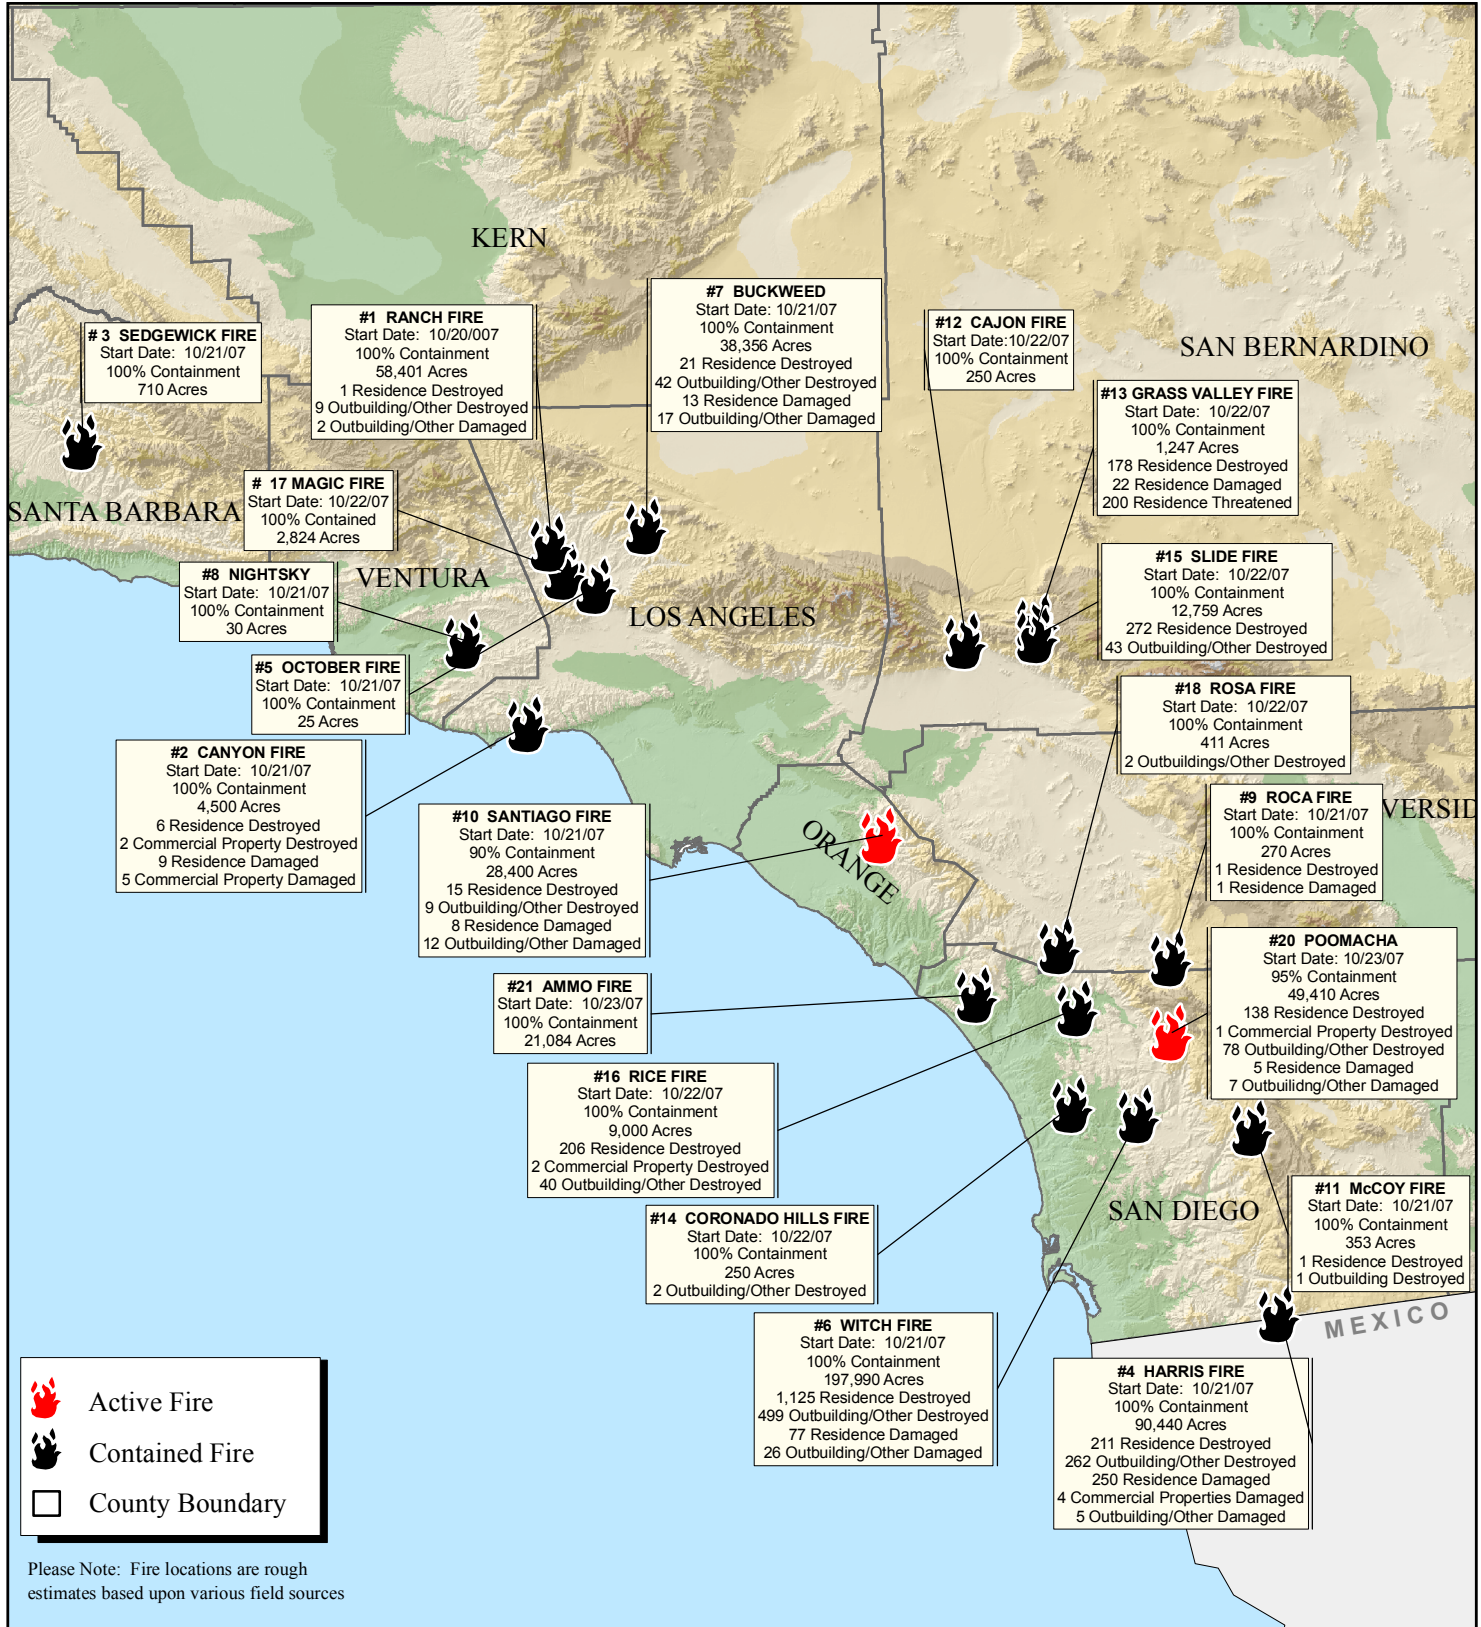 KERN
SAN BERNARDINO
SANTA BARBARA
VENTURA
LOS ANGELES
ORANGE
VERSID
SAN DIEGO
MEXICO
# 3 SEDGEWICK FIRE
Start Date: 10/21/07
100% Containment
710 Acres
#1 RANCH FIRE
Start Date: 10/20/007
100% Containment
58,401 Acres
1 Residence Destroyed
9 Outbuilding/Other Destroyed
2 Outbuilding/Other Damaged
#7 BUCKWEED
Start Date: 10/21/07
100% Containment
38,356 Acres
21 Residence Destroyed
42 Outbuilding/Other Destroyed
13 Residence Damaged
17 Outbuilding/Other Damaged
#12 CAJON FIRE
Start Date:10/22/07
100% Containment
250 Acres
#13 GRASS VALLEY FIRE
Start Date: 10/22/07
100% Containment
1,247 Acres
178 Residence Destroyed
22 Residence Damaged
200 Residence Threatened
# 17 MAGIC FIRE
Start Date: 10/22/07
100% Contained
2,824 Acres
#8 NIGHTSKY
Start Date: 10/21/07
100% Containment
30 Acres
#15 SLIDE FIRE
Start Date: 10/22/07
100% Containment
12,759 Acres
272 Residence Destroyed
43 Outbuilding/Other Destroyed
#5 OCTOBER FIRE
Start Date: 10/21/07
100% Containment
25 Acres
#18 ROSA FIRE
Start Date: 10/22/07
100% Containment
411 Acres
2 Outbuildings/Other Destroyed
#2 CANYON FIRE
Start Date: 10/21/07
100% Containment
4,500 Acres
6 Residence Destroyed
2 Commercial Property Destroyed
9 Residence Damaged
5 Commercial Property Damaged
#10 SANTIAGO FIRE
Start Date: 10/21/07
90% Containment
28,400 Acres
15 Residence Destroyed
9 Outbuilding/Other Destroyed
8 Residence Damaged
12 Outbuilding/Other Damaged
#9 ROCA FIRE
Start Date: 10/21/07
100% Containment
270 Acres
1 Residence Destroyed
1 Residence Damaged
#20 POOMACHA
Start Date: 10/23/07
95% Containment
49,410 Acres
138 Residence Destroyed
1 Commercial Property Destroyed
78 Outbuilding/Other Destroyed
5 Residence Damaged
7 Outbuilidng/Other Damaged
#21 AMMO FIRE
Start Date: 10/23/07
100% Containment
21,084 Acres
#16 RICE FIRE
Start Date: 10/22/07
100% Containment
9,000 Acres
206 Residence Destroyed
2 Commercial Property Destroyed
40 Outbuilding/Other Destroyed
#11 McCOY FIRE
Start Date: 10/21/07
100% Containment
353 Acres
1 Residence Destroyed
1 Outbuilding Destroyed
#14 CORONADO HILLS FIRE
Start Date: 10/22/07
100% Containment
250 Acres
2 Outbuilding/Other Destroyed
#6 WITCH FIRE
Start Date: 10/21/07
100% Containment
197,990 Acres
1,125 Residence Destroyed
499 Outbuilding/Other Destroyed
77 Residence Damaged
26 Outbuilding/Other Damaged
#4 HARRIS FIRE
Start Date: 10/21/07
100% Containment
90,440 Acres
211 Residence Destroyed
262 Outbuilding/Other Destroyed
250 Residence Damaged
4 Commercial Properties Damaged
5 Outbuilding/Other Damaged
Active Fire
Contained Fire
County Boundary
Please Note: Fire locations are rough
estimates based upon various field sources